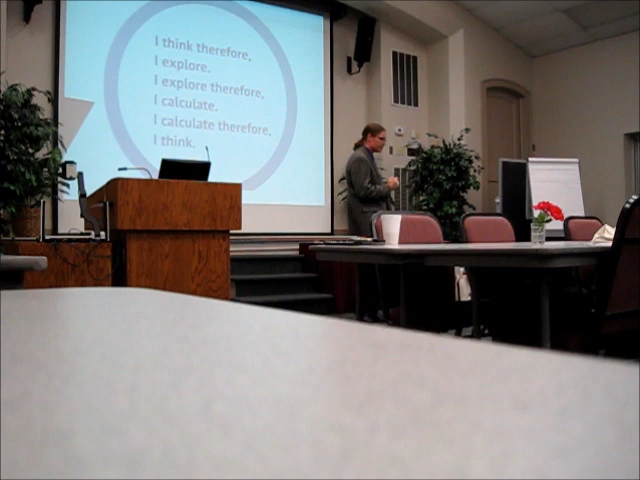 I think therefore,
I explore.
I explore therefore,
I calculate.
I calculate therefore,
I think.